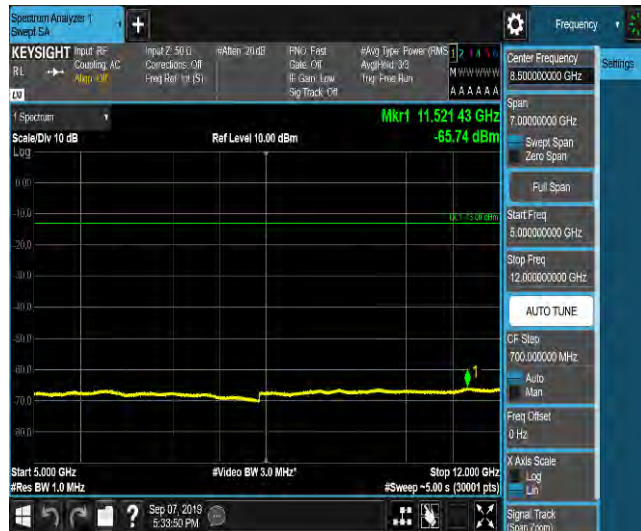 Spectrum Analyzer 1
Swept SA
Frequency
KEYSIGHT
RL
Input: RF
Coupling: AC
Align: Off
Input Z: 50 Ω
Corrections: Off
Freq Ref: Int (S)
#Atten: 20 dB
PNO: Fast
Gate: Off
IF Gain: Low
Sig Track: Off
#Avg Type: Power (RMS)
Avg|Hold: 3/3
Trig: Free Run
1 2 3 4 5 6
M W W W W W
A A A A A A
LXI
1 Spectrum
Scale/Div 10 dB
Log
Ref Level 10.00 dBm
Mkr1 11.521 43 GHz
-65.74 dBm
0.00
-10.0
DL1 -13.00 dBm
-20.0
-30.0
-40.0
-50.0
-60.0
1
-70.0
-80.0
Start 5.000 GHz
#Res BW 1.0 MHz
#Video BW 3.0 MHz*
Stop 12.000 GHz
#Sweep ~5.00 s (30001 pts)
Center Frequency
8.500000000 GHz
Settings
Span
7.00000000 GHz
Swept Span
Zero Span
Full Span
Start Freq
5.000000000 GHz
Stop Freq
12.000000000 GHz
AUTO TUNE
CF Step
700.000000 MHz
Auto
Man
Freq Offset
0 Hz
X Axis Scale
Log
Lin
Signal Track
(Span Zoom)
?
Sep 07, 2019
5:33:50 PM